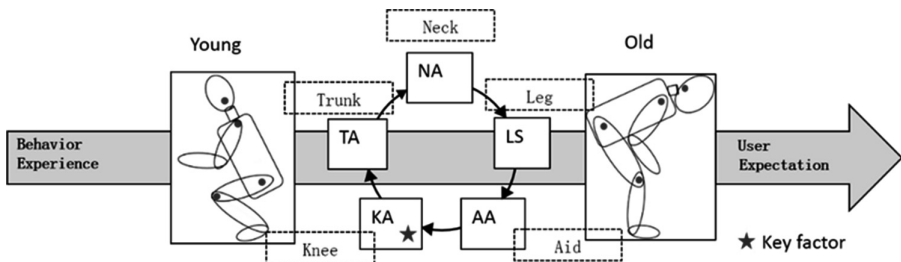 Neck
Young
Old
NA
Trunk
Leg
TA
LS
Behavior
Experience
User
Expectation
KA
AA
★ Key factor
Knee
Aid